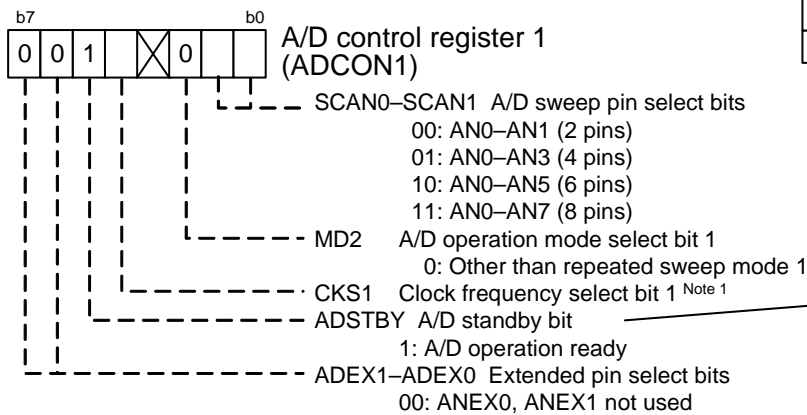 b7 b0
0 0 1 0
A/D control register 1
(ADCON1)
SCAN0–SCAN1 A/D sweep pin select bits
00: AN0–AN1 (2 pins)
01: AN0–AN3 (4 pins)
10: AN0–AN5 (6 pins)
11: AN0–AN7 (8 pins)
MD2 A/D operation mode select bit 1
0: Other than repeated sweep mode 1
CKS1 Clock frequency select bit 1 Note 1
ADSTBY A/D standby bit
1: A/D operation ready
ADEX1–ADEX0 Extended pin select bits
00: ANEX0, ANEX1 not used